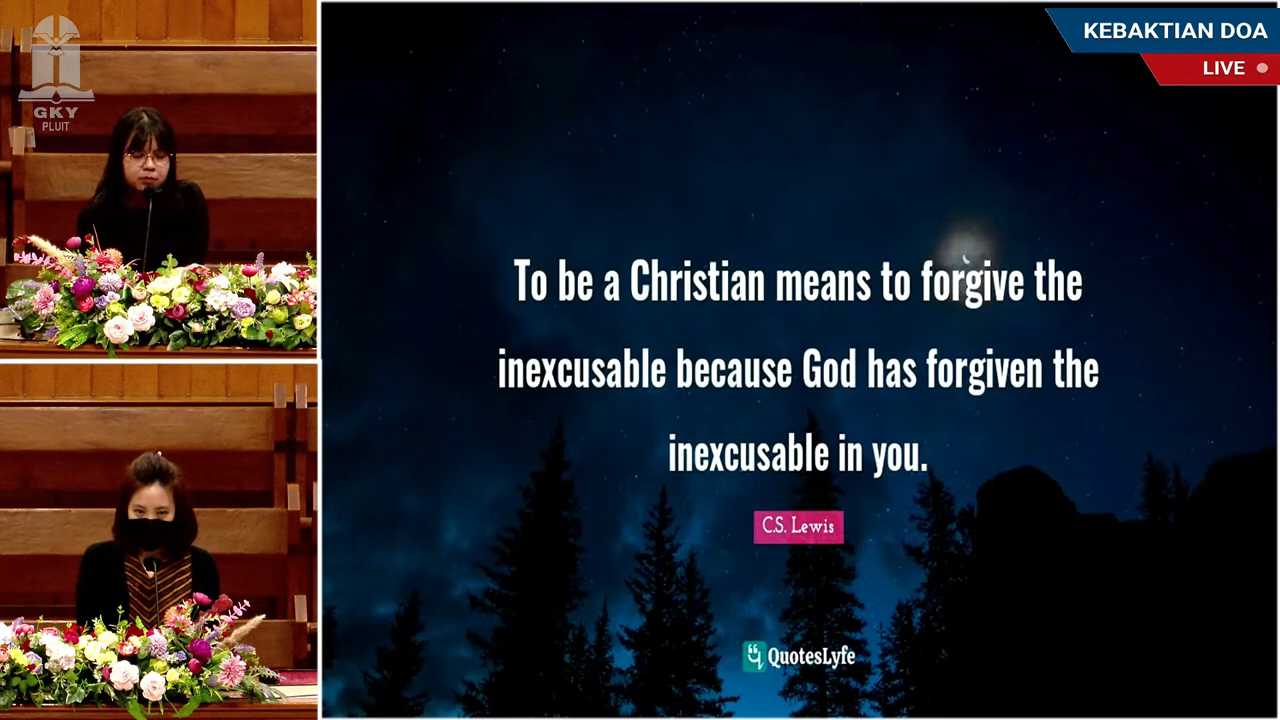 GKY
PLUIT
KEBAKTIAN DOA
LIVE
To be a Christian means to forgive the
inexcusable because God has forgiven the
inexcusable in you.
C.S. Lewis
QuotesLyfe